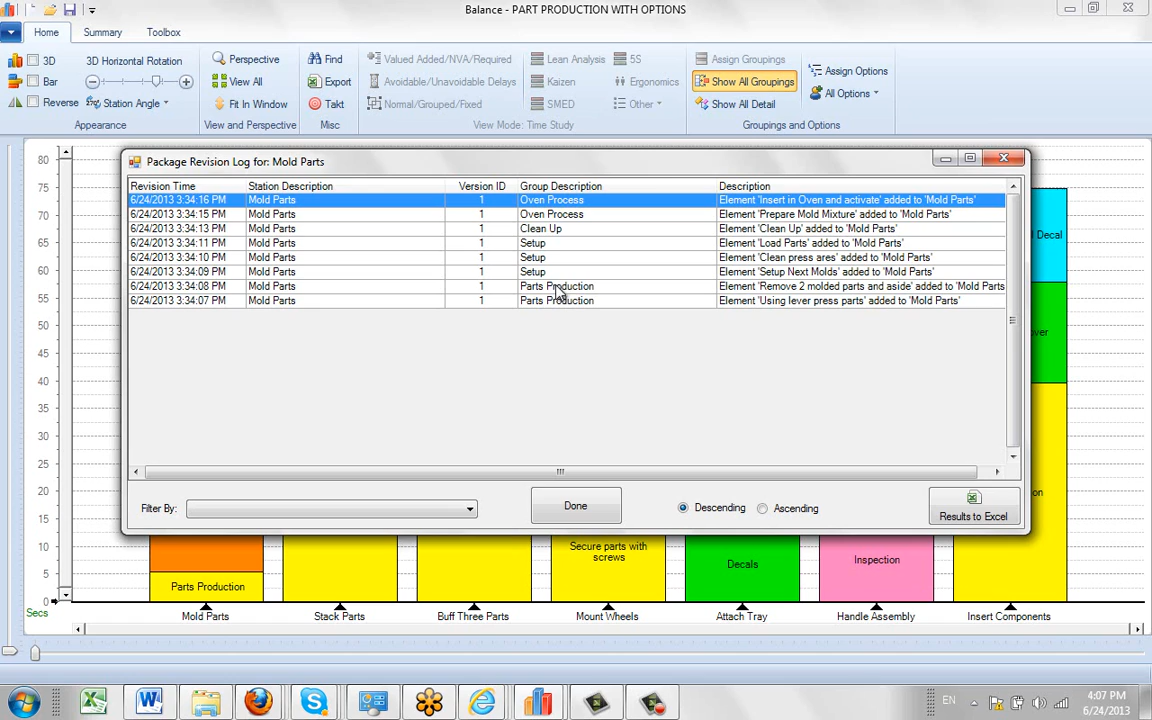 Balance - PART PRODUCTION WITH OPTIONS
Home Summary Toolbox
3D 3D Horizontal Rotation Perspective Find Valued Added/NVA/Required Lean Analysis 5S Assign Groupings Assign Options
Bar View All Export Avoidable/Unavoidable Delays Kaizen Ergonomics Show All Groupings All Options
Reverse Station Angle Fit In Window Takt Normal/Grouped/Fixed SMED Other Show All Detail
Appearance View and Perspective Misc View Mode: Time Study Groupings and Options
Package Revision Log for: Mold Parts
Revision Time Station Description Version ID Group Description Description
6/24/2013 3:34:16 PM Mold Parts 1 Oven Process Element 'Insert in Oven and activate' added to 'Mold Parts'
6/24/2013 3:34:15 PM Mold Parts 1 Oven Process Element 'Prepare Mold Mixture' added to 'Mold Parts'
6/24/2013 3:34:13 PM Mold Parts 1 Clean Up Element 'Clean Up' added to 'Mold Parts'
6/24/2013 3:34:11 PM Mold Parts 1 Setup Element 'Load Parts' added to 'Mold Parts'
6/24/2013 3:34:10 PM Mold Parts 1 Setup Element 'Clean press ares' added to 'Mold Parts'
6/24/2013 3:34:09 PM Mold Parts 1 Setup Element 'Setup Next Molds' added to 'Mold Parts'
6/24/2013 3:34:08 PM Mold Parts 1 Parts Production Element 'Remove 2 molded parts and aside' added to 'Mold Parts
6/24/2013 3:34:07 PM Mold Parts 1 Parts Production Element 'Using lever press parts' added to 'Mold Parts'
Filter By: Done Descending Ascending Results to Excel
80
75
70
65
60
55
50
45
40
35
30
25
20
15
10
5
0
Secs
Decal
Parts Production
Secure parts with
screws
Decals
Inspection
Mold Parts Stack Parts Buff Three Parts Mount Wheels Attach Tray Handle Assembly Insert Components
EN
4:07 PM
6/24/2013